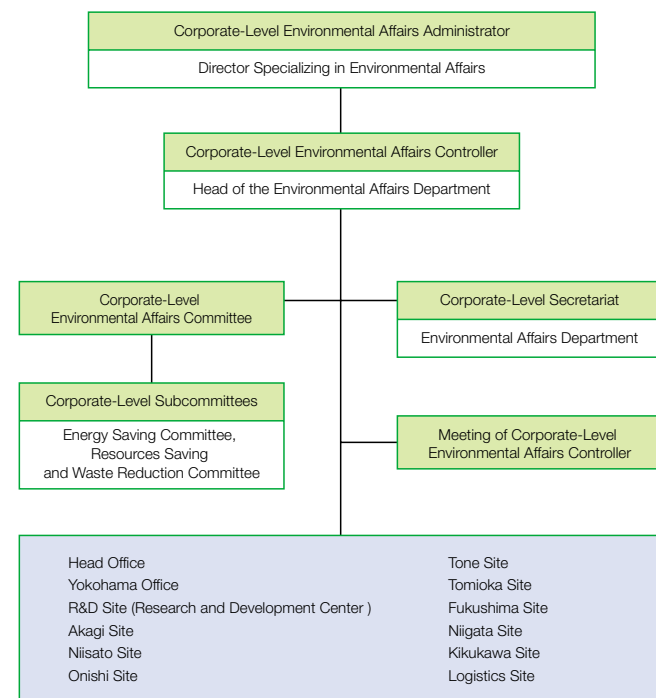 Corporate-Level Environmental Affairs Administrator
Director Specializing in Environmental Affairs
Corporate-Level Environmental Affairs Controller
Head of the Environmental Affairs Department
Corporate-Level
Environmental Affairs Committee
Corporate-Level Secretariat
Environmental Affairs Department
Corporate-Level Subcommittees
Energy Saving Committee,
Resources Saving
and Waste Reduction Committee
Meeting of Corporate-Level
Environmental Affairs Controller
Head Office
Yokohama Office
R&D Site (Research and Development Center )
Akagi Site
Niisato Site
Onishi Site
Tone Site
Tomioka Site
Fukushima Site
Niigata Site
Kikukawa Site
Logistics Site